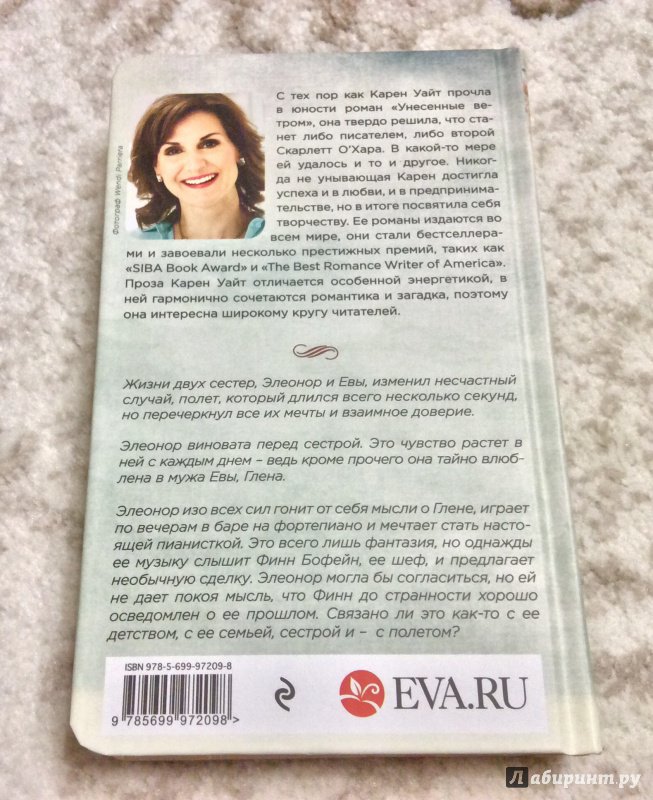 С тех пор как Карен Уайт прочла
в юности роман «Унесенные ве-
тром», она твердо решила, что ста-
нет либо писателем, либо второй
Скарлетт О'Хара. В какой-то мере
ей удалось и то и другое. Никог-
да не унывающая Карен достигла
успеха и в любви, и в предпринима-
тельстве, но в итоге посвятила себя
творчеству. Ее романы издаются во
всем мире, они стали бестселлера-
ми и завоевали несколько престижных премий, таких как
«SIBA Book Award» и «The Best Romance Writer of America».
Проза Карен Уайт отличается особенной энергетикой, в
ней гармонично сочетаются романтика и загадка, поэтому
она интересна широкому кругу читателей.
Фотограф Wendi Parnera
Жизни двух сестер, Элеонор и Евы, изменил несчастный
случай, полет, который длился всего несколько секунд,
но перечеркнул все их мечты и взаимное доверие.
Элеонор виновата перед сестрой. Это чувство растет в
ней с каждым днем – ведь кроме прочего она тайно влюб-
лена в мужа Евы, Глена.
Элеонор изо всех сил гонит от себя мысли о Глене, играет
по вечерам в баре на фортепиано и мечтает стать насто-
ящей пианисткой. Это всего лишь фантазия, но однажды
ее музыку слышит Финн Бофейн, ее шеф, и предлагает
необычную сделку. Элеонор могла бы согласиться, но ей
не дает покоя мысль, что Финн до странности хорошо
осведомлен о ее прошлом. Связано ли это как-то с ее
детством, с ее семьей, сестрой и – с полетом?
ISBN 978-5-699-97209-8
9 785699 972098 >
EVA.RU
Лабиринт.ру